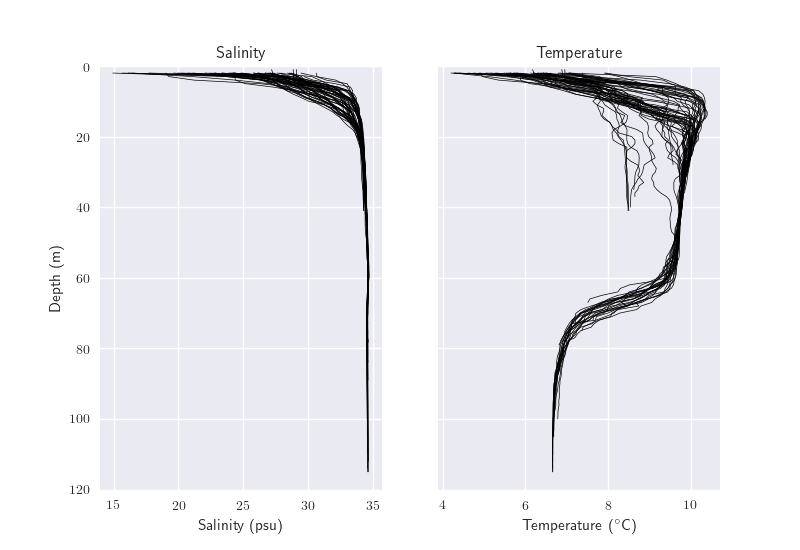 Salinity
Temperature
0
20
40
60
80
100
120
Depth (m)
15 20 25 30 35
4 6 8 10
Salinity (psu)
Temperature (°C)